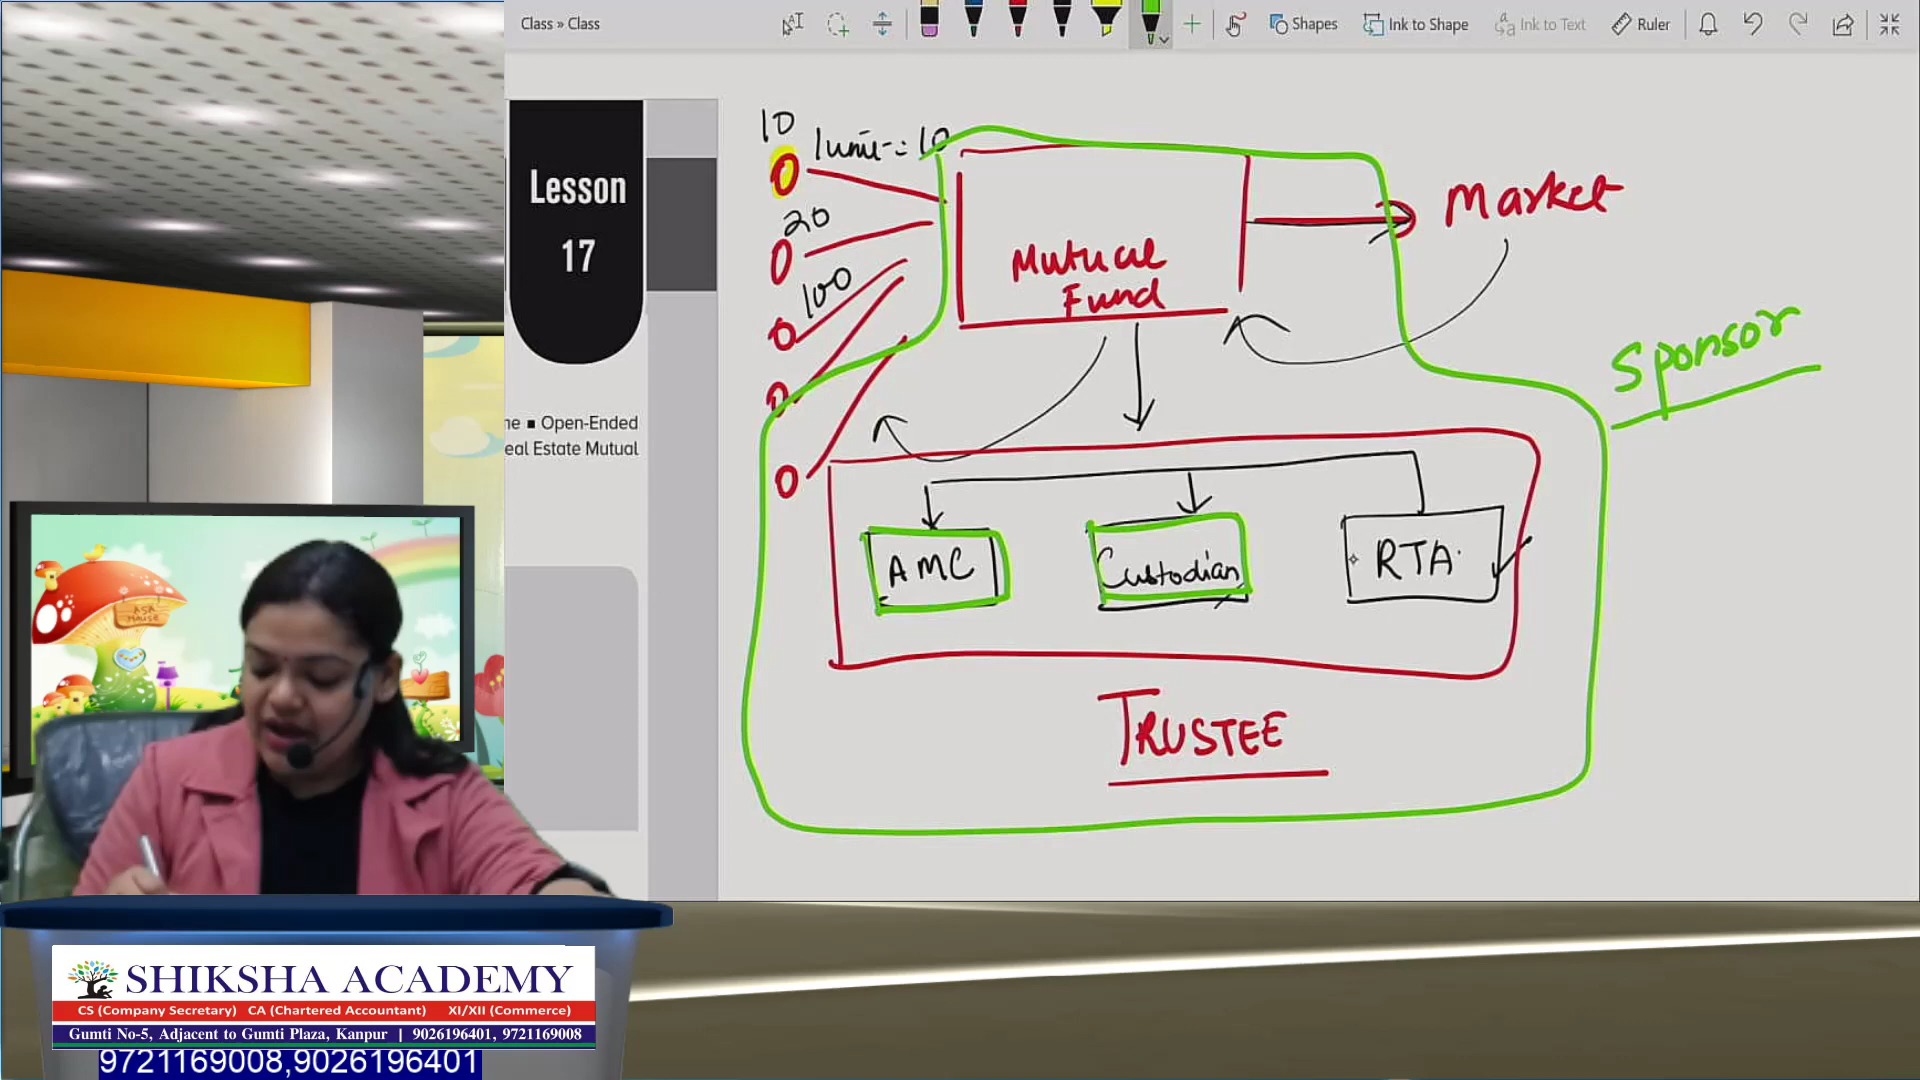 Class » Class
Shapes
Ink to Shape
Ink to Text
Ruler
Lesson
17
ne ■ Open-Ended
eal Estate Mutual
10
1unit = 10
20
100
Mutual
Fund
Market
Sponsor
AMC
Custodian
RTA
TRUSTEE
SHIKSHA ACADEMY
CS (Company Secretary) CA (Chartered Accountant) XI/XII (Commerce)
Gumti No-5, Adjacent to Gumti Plaza, Kanpur | 9026196401, 9721169008
9721169008,9026196401